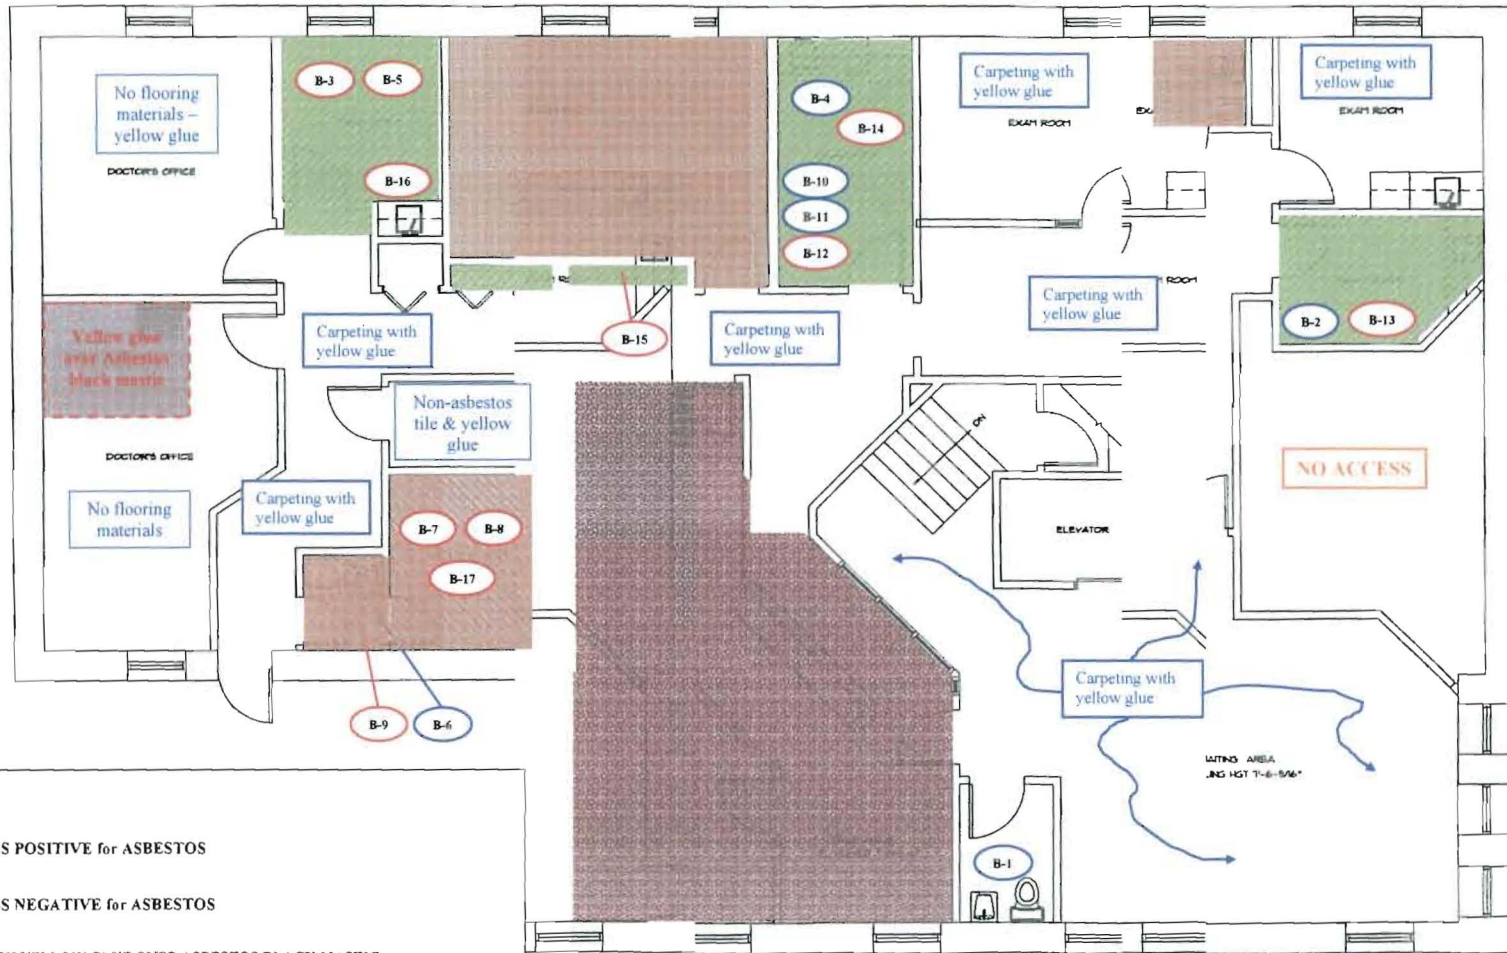 No flooring
materials –
yellow glue
DOCTOR'S OFFICE
B-3
B-5
B-16
B-4
B-14
B-10
B-11
B-12
Carpeting with
yellow glue
EXAM ROOM
Carpeting with
yellow glue
EXAM ROOM
Yellow glue
over Asbestos
black mastic
Carpeting with
yellow glue
B-15
Carpeting with
yellow glue
Carpeting with
yellow glue
ROOM
B-2
B-13
Non-asbestos
tile & yellow
glue
DN
DOCTOR'S OFFICE
No flooring
materials
Carpeting with
yellow glue
B-7
B-8
B-17
ELEVATOR
NO ACCESS
B-9
B-6
Carpeting with
yellow glue
AITING AREA
B-1
S POSITIVE for ASBESTOS
S NEGATIVE for ASBESTOS